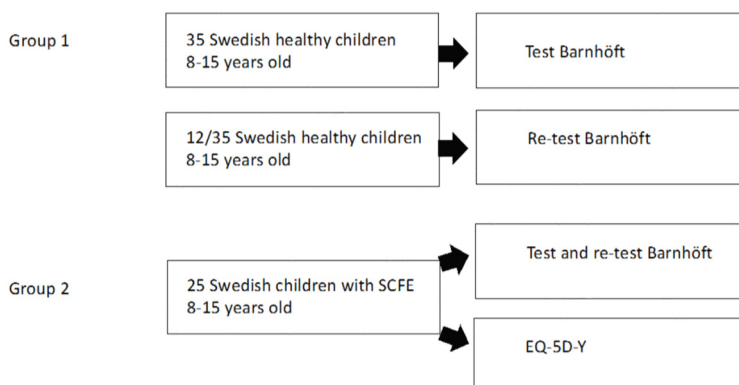 Group 1
35 Swedish healthy children
8-15 years old
Test Barnhöft
12/35 Swedish healthy children
8-15 years old
Re-test Barnhöft
Group 2
25 Swedish children with SCFE
8-15 years old
Test and re-test Barnhöft
EQ-5D-Y